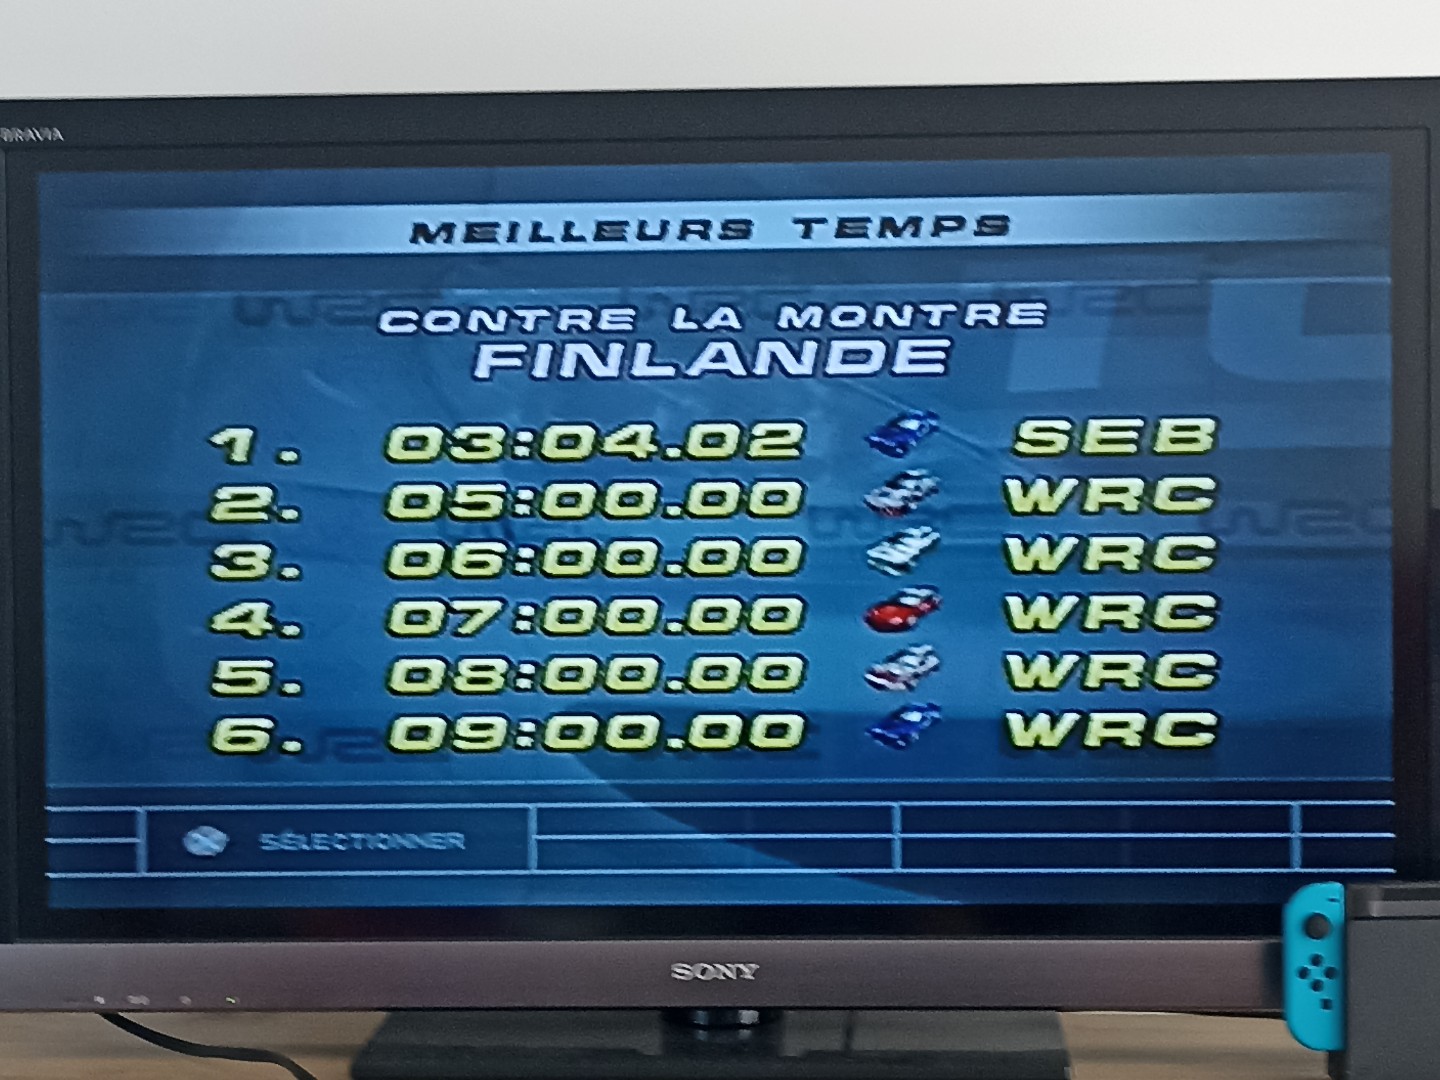 BRAVIA
MEILLEURS TEMPS
CONTRE LA MONTRE
FINLANDE
1. 03:04.02 SEB
2. 05:00.00 WRC
3. 06:00.00 WRC
4. 07:00.00 WRC
5. 08:00.00 WRC
6. 09:00.00 WRC
SÉLECTIONNER
SONY